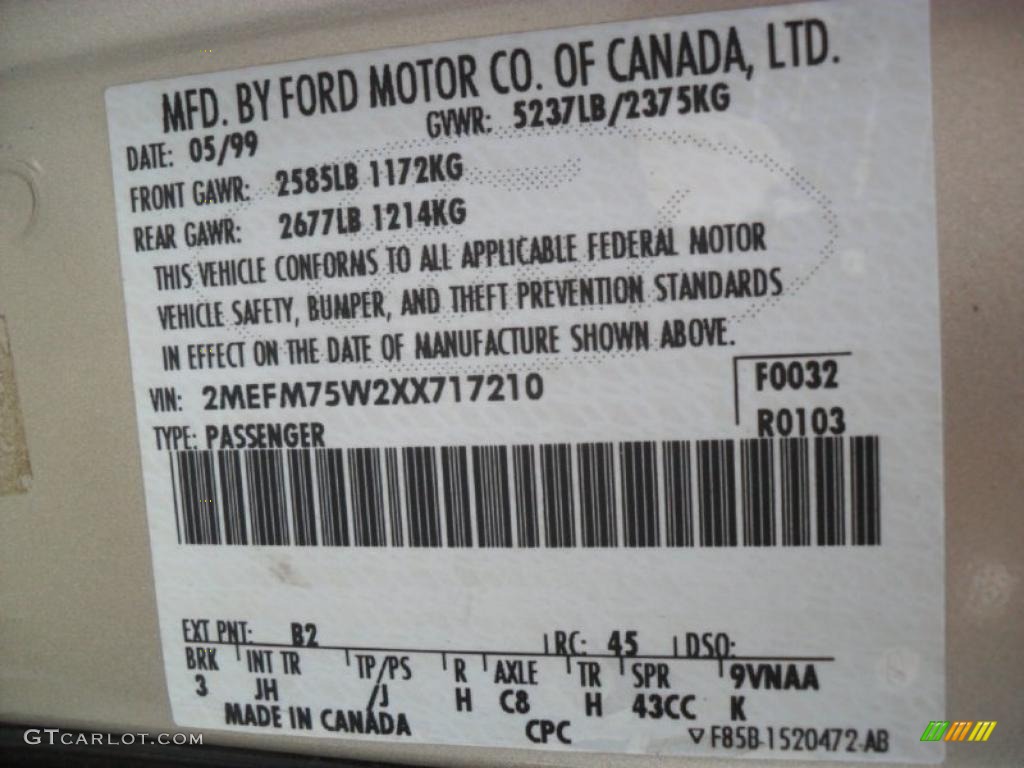 MFD. BY FORD MOTOR CO. OF CANADA, LTD.
DATE: 05/99 GVWR: 5237LB/2375KG
FRONT GAWR: 2585LB 1172KG
REAR GAWR: 2677LB 1214KG
THIS VEHICLE CONFORMS TO ALL APPLICABLE FEDERAL MOTOR
VEHICLE SAFETY, BUMPER, AND THEFT PREVENTION STANDARDS
IN EFFECT ON THE DATE OF MANUFACTURE SHOWN ABOVE.
VIN: 2MEFM75W2XX717210 F0032
TYPE: PASSENGER R0103
EXT PNT: B2 RC: 45 DSO:
BRK INT TR TP/PS R AXLE TR SPR 9VNAA
3 JH J H C8 H 43CC K
MADE IN CANADA CPC F85B-1520472-AB
GTCARLOT.COM